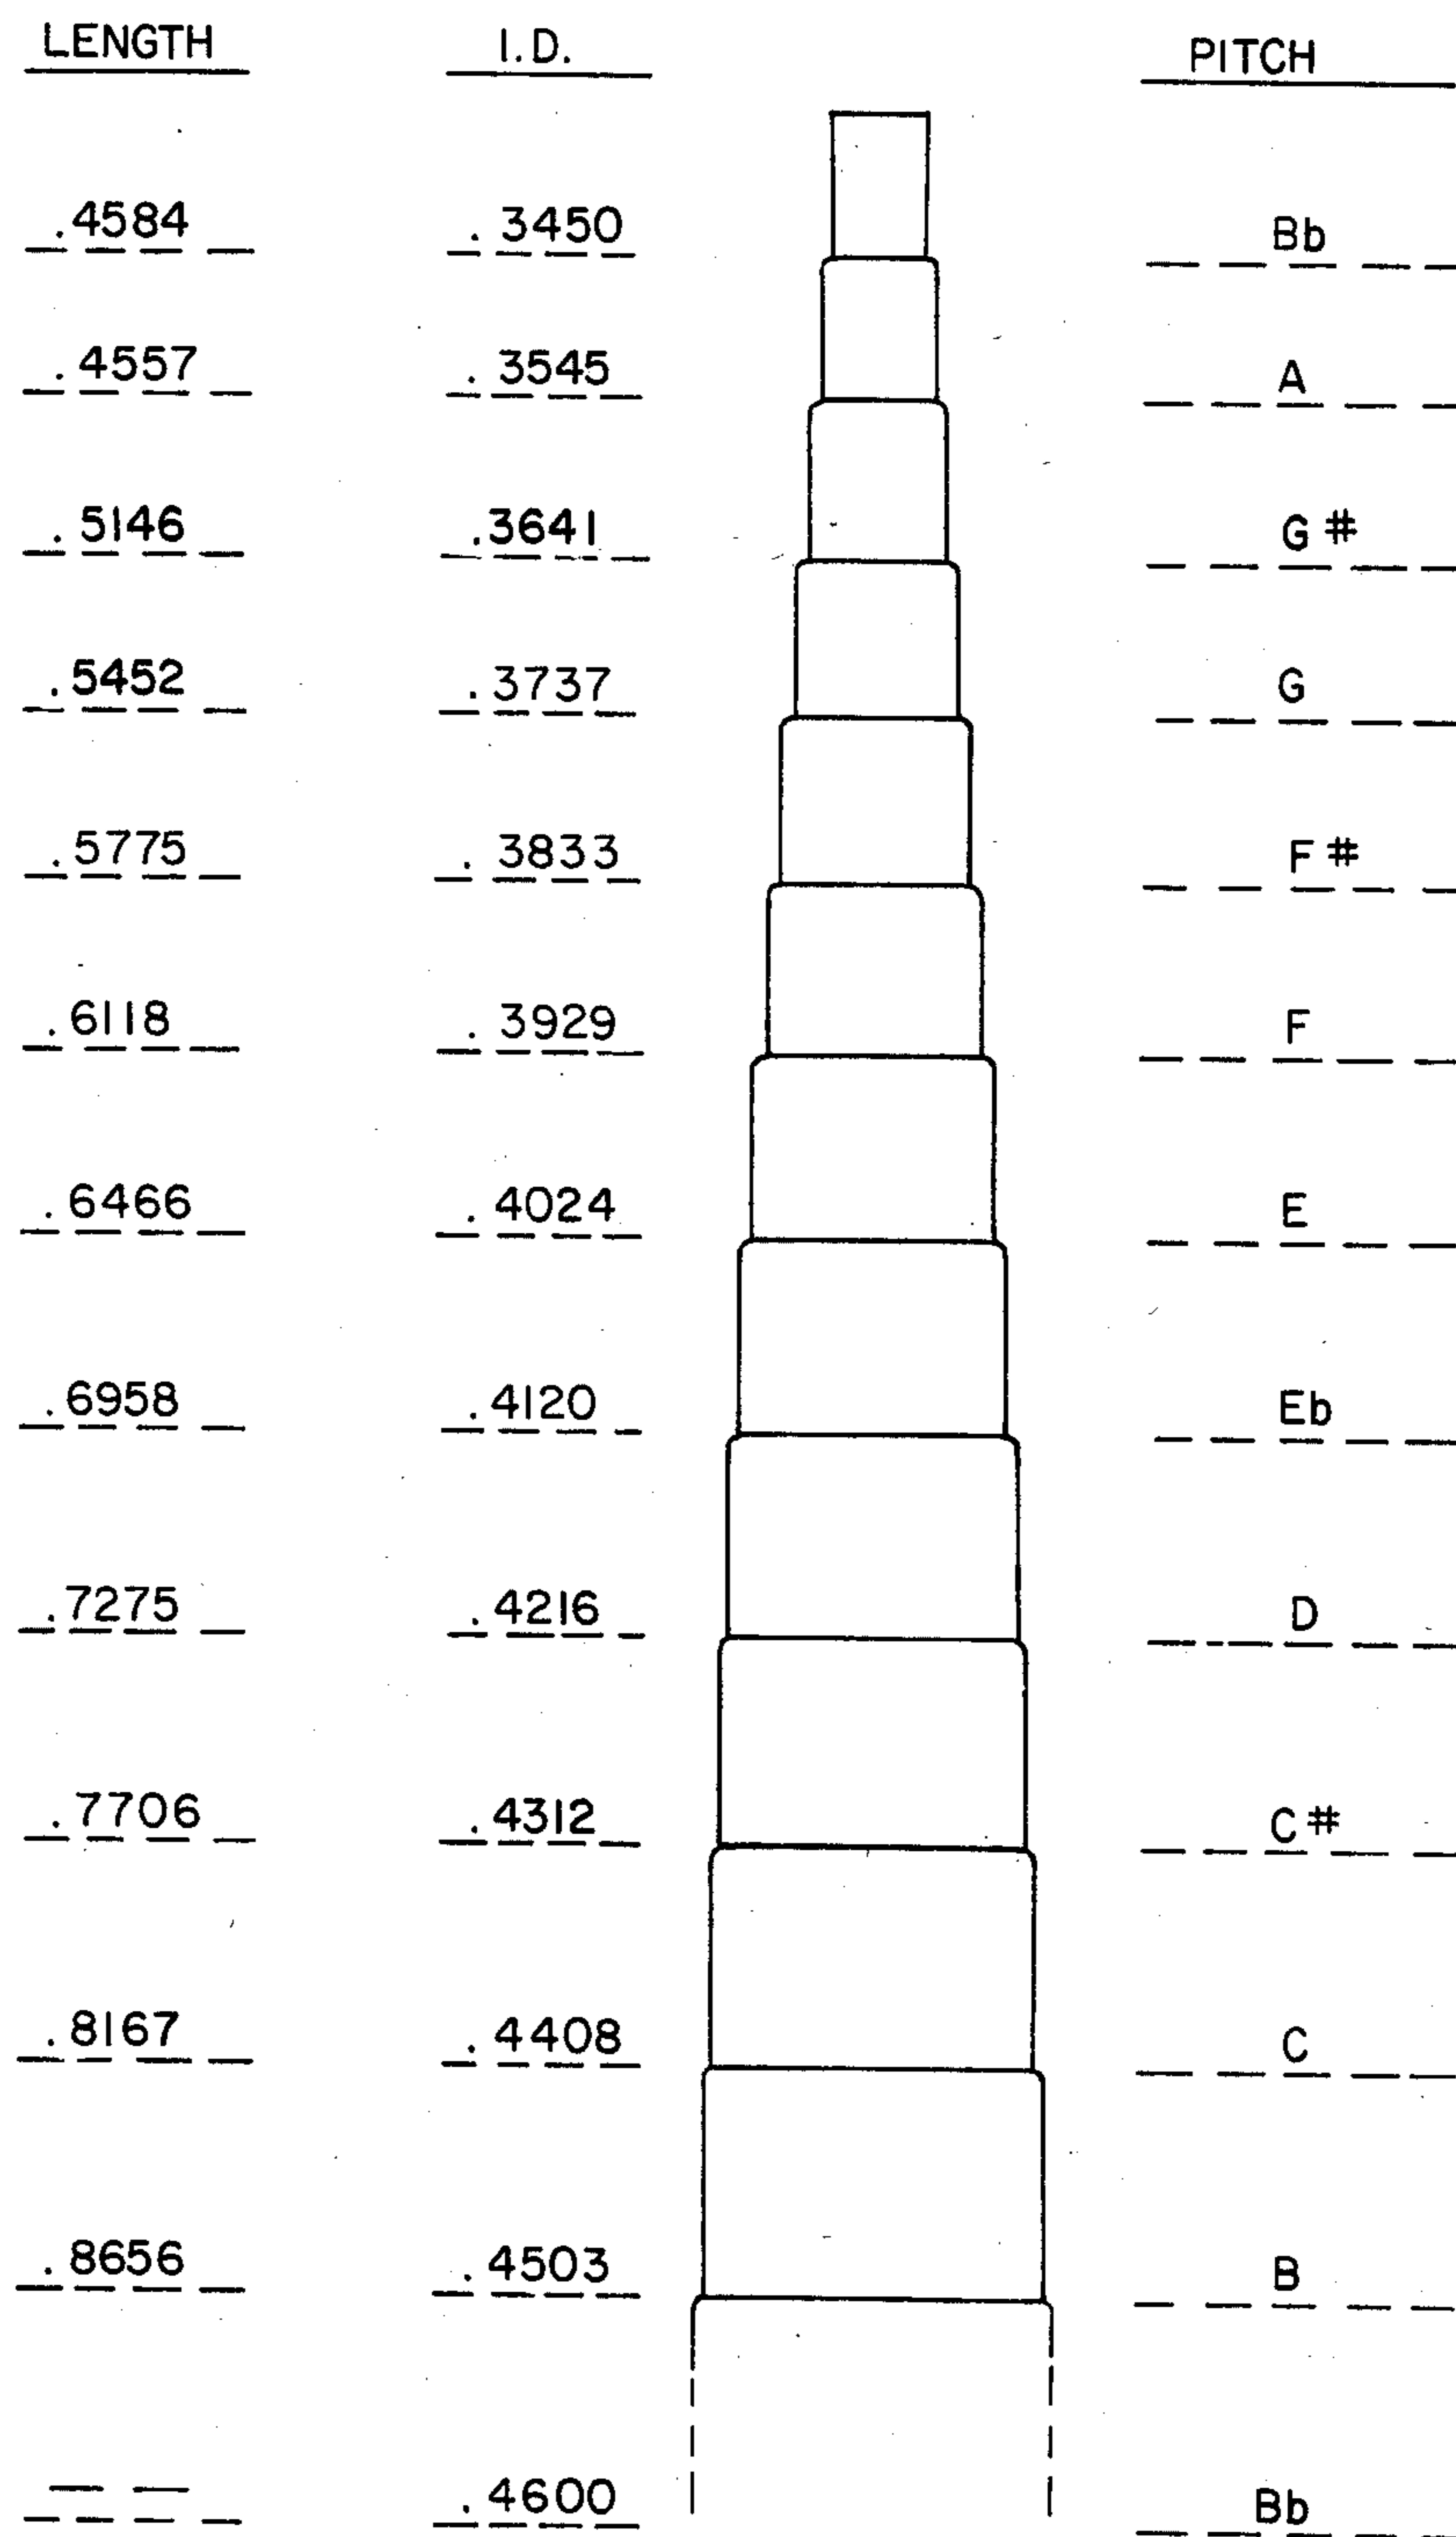 LENGTH I.D. PITCH
.4584 .3450 Bb
.4557 .3545 A
.5146 .3641 G#
.5452 .3737 G
.5775 .3833 F#
.6118 .3929 F
.6466 .4024 E
.6958 .4120 Eb
.7275 .4216 D
.7706 .4312 C#
.8167 .4408 C
.8656 .4503 B
— — .4600 Bb